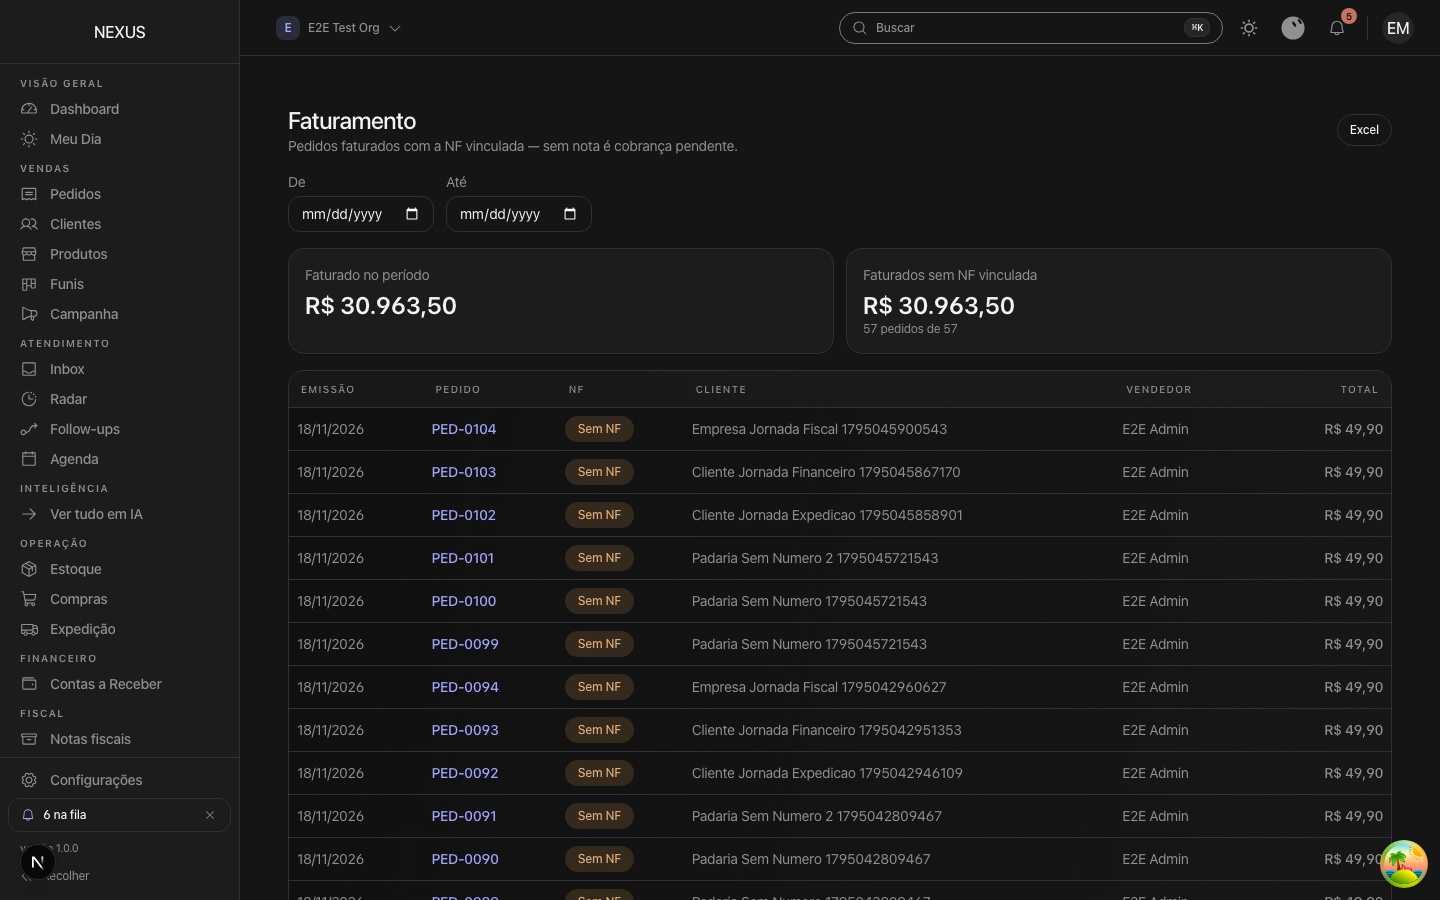 NEXUS
E
E2E Test Org
Buscar
⌘K
5
EM
VISÃO GERAL
Dashboard
Meu Dia
VENDAS
Pedidos
Clientes
Produtos
Funis
Campanha
ATENDIMENTO
Inbox
Radar
Follow-ups
Agenda
INTELIGÊNCIA
Ver tudo em IA
OPERAÇÃO
Estoque
Compras
Expedição
FINANCEIRO
Contas a Receber
FISCAL
Notas fiscais
Configurações
6 na fila
1.0.0
N
Faturamento
Pedidos faturados com a NF vinculada — sem nota é cobrança pendente.
Excel
De
Até
mm/dd/yyyy
mm/dd/yyyy
Faturado no período
R$ 30.963,50
Faturados sem NF vinculada
R$ 30.963,50
57 pedidos de 57
EMISSÃO PEDIDO NF CLIENTE VENDEDOR TOTAL
18/11/2026 PED-0104 Sem NF Empresa Jornada Fiscal 1795045900543 E2E Admin R$ 49,90
18/11/2026 PED-0103 Sem NF Cliente Jornada Financeiro 1795045867170 E2E Admin R$ 49,90
18/11/2026 PED-0102 Sem NF Cliente Jornada Expedicao 1795045858901 E2E Admin R$ 49,90
18/11/2026 PED-0101 Sem NF Padaria Sem Numero 2 1795045721543 E2E Admin R$ 49,90
18/11/2026 PED-0100 Sem NF Padaria Sem Numero 1795045721543 E2E Admin R$ 49,90
18/11/2026 PED-0099 Sem NF Padaria Sem Numero 1795045721543 E2E Admin R$ 49,90
18/11/2026 PED-0094 Sem NF Empresa Jornada Fiscal 1795042960627 E2E Admin R$ 49,90
18/11/2026 PED-0093 Sem NF Cliente Jornada Financeiro 1795042951353 E2E Admin R$ 49,90
18/11/2026 PED-0092 Sem NF Cliente Jornada Expedicao 1795042946109 E2E Admin R$ 49,90
18/11/2026 PED-0091 Sem NF Padaria Sem Numero 2 1795042809467 E2E Admin R$ 49,90
18/11/2026 PED-0090 Sem NF Padaria Sem Numero 1795042809467 E2E Admin R$ 49,90